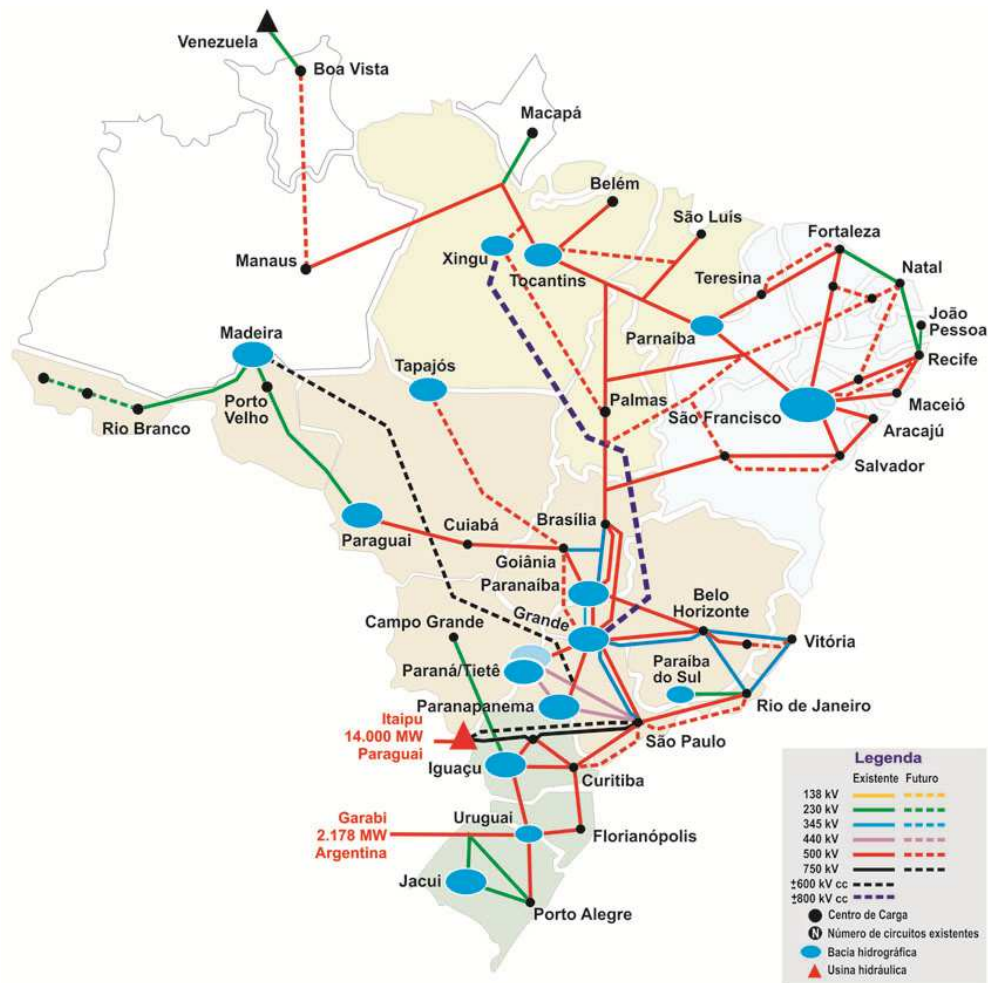 Venezuela
Boa Vista
Macapá
Belém
São Luís
Fortaleza
Manaus
Xingu
Tocantins
Teresina
Natal
João
Pessoa
Recife
Madeira
Parnaíba
Tapajós
Palmas
São Francisco
Maceió
Aracajú
Rio Branco
Porto
Velho
Salvador
Paraguai
Cuiabá
Brasília
Goiânia
Paranaíba
Belo
Horizonte
Grande
Campo Grande
Vitória
Paraná/Tietê
Paraíba
do Sul
Paranapanema
Rio de Janeiro
Itaipu
14.000 MW
Paraguai
São Paulo
Iguaçu
Curitiba
Garabi
2.178 MW
Argentina
Uruguai
Florianópolis
Jacui
Porto Alegre
Legenda
Existente Futuro
138 kV
230 kV
345 kV
440 kV
500 kV
750 kV
±600 kV cc
±800 kV cc
Centro de Carga
N Número de circuitos existentes
Bacia hidrográfica
Usina hidráulica